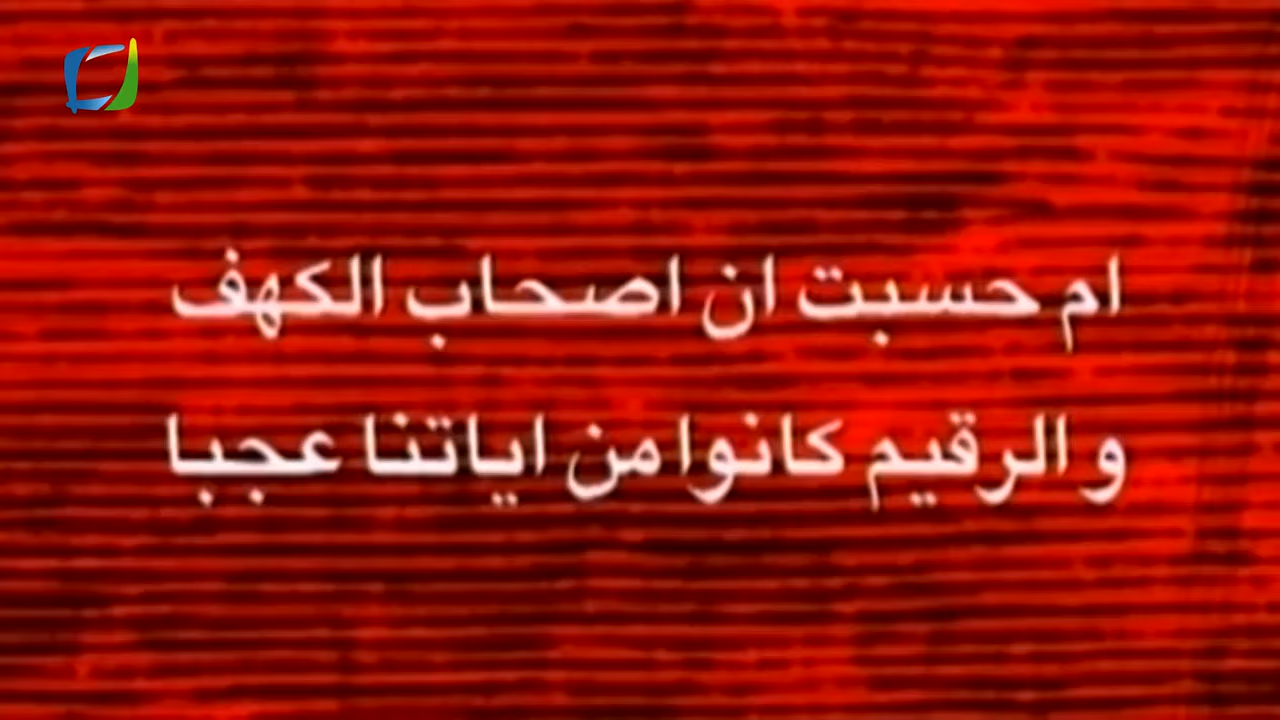 ام حسبت ان اصحاب الكهف
و الرقيم كانوا من اياتنا عجبا